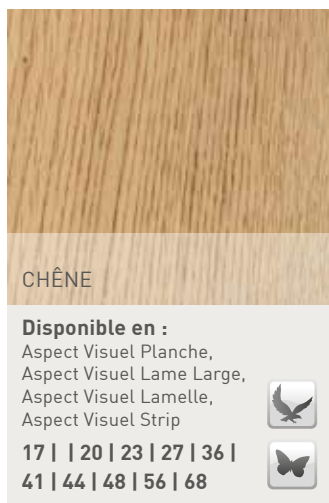 CHÊNE
Disponible en :
Aspect Visuel Planche,
Aspect Visuel Lame Large,
Aspect Visuel Lamelle,
Aspect Visuel Strip
17 | | 20 | 23 | 27 | 36 |
41 | 44 | 48 | 56 | 68